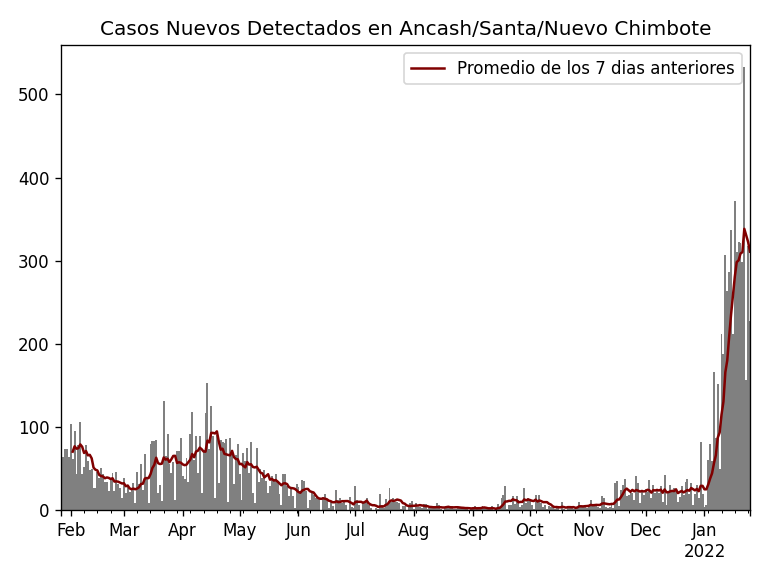 Casos Nuevos Detectados en Ancash/Santa/Nuevo Chimbote
Promedio de los 7 dias anteriores
500
400
300
200
100
0
Feb Mar Apr May Jun Jul Aug Sep Oct Nov Dec Jan
2022